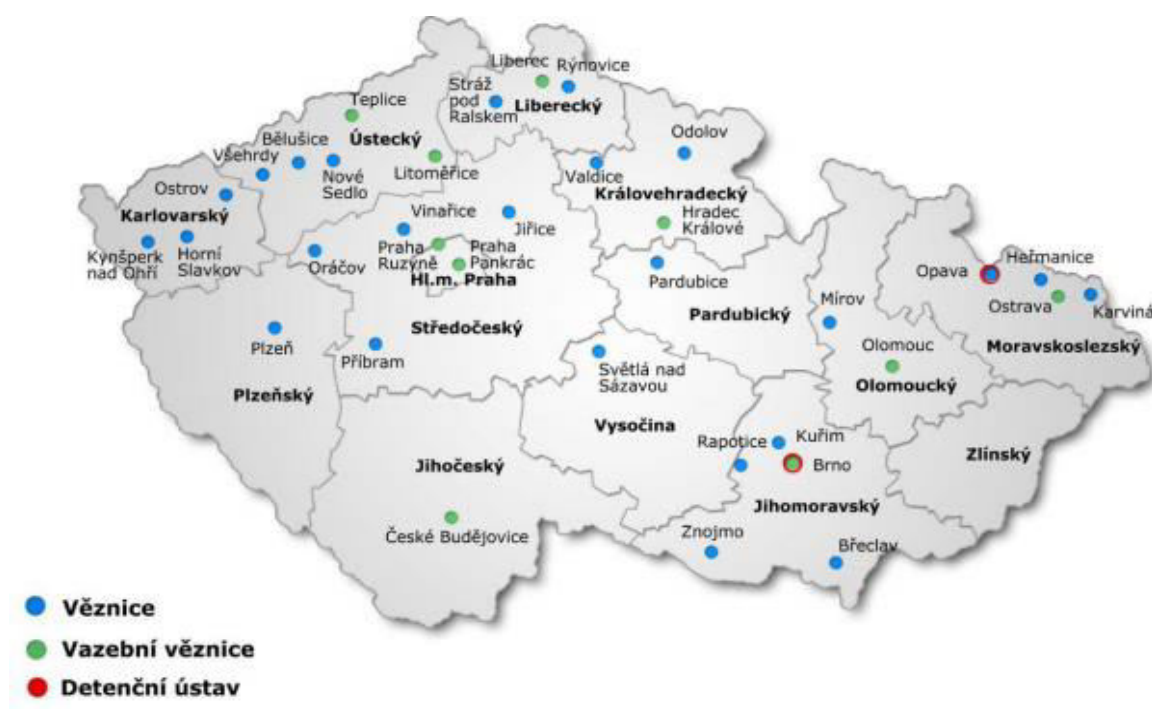 Liberec
Rýnovice
Stráž
pod
Ralskem
Liberecký
Teplice
Ústecký
Bělušice
Všehrdy
Nové
Sedlo
Litoměřice
Odolov
Valdice
Královehradecký
Hradec
Králové
Ostrov
Karlovarský
Kynšperk
nad Ohří
Horní
Slavkov
Vinařice
Jiřice
Oráčov
Praha
Ruzyně
Praha
Pankrác
Hl.m. Praha
Středočeský
Pardubice
Pardubický
Opava
Heřmanice
Ostrava
Karviná
Moravskoslezský
Mírov
Olomouc
Olomoucký
Plzeň
Plzeňský
Příbram
Světlá nad
Sázavou
Vysočina
Rapotice
Kuřim
Brno
Zlínský
Jihočeský
České Budějovice
Jihomoravský
Znojmo
Břeclav
Věznice
Vazební věznice
Detenční ústav